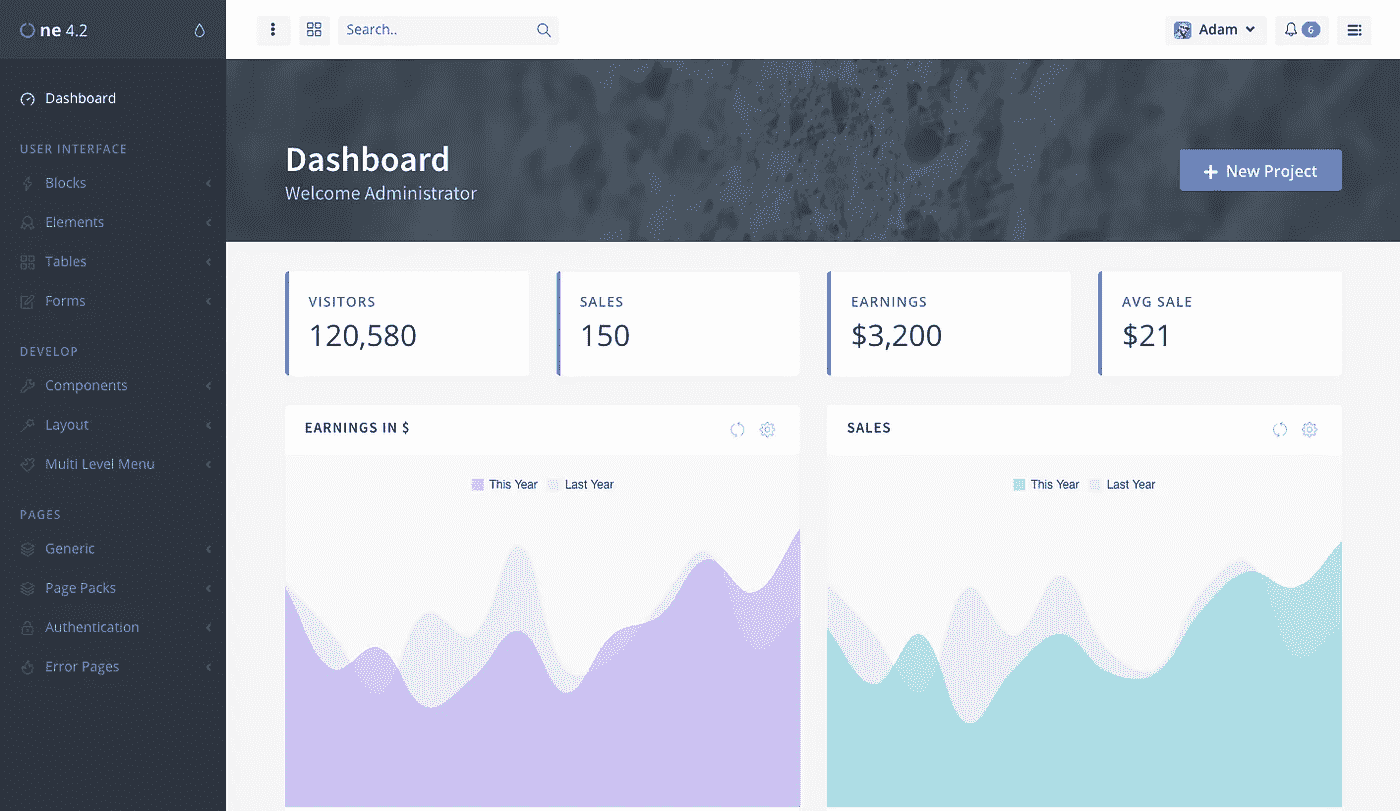 One 4.2
Dashboard
USER INTERFACE
Blocks
Elements
Tables
Forms
DEVELOP
Components
Layout
Multi Level Menu
PAGES
Generic
Page Packs
Authentication
Error Pages
Search..
Adam
6
Dashboard
Welcome Administrator
New Project
VISITORS
120,580
SALES
150
EARNINGS
$3,200
AVG SALE
$21
EARNINGS IN $
This Year Last Year
SALES
This Year Last Year